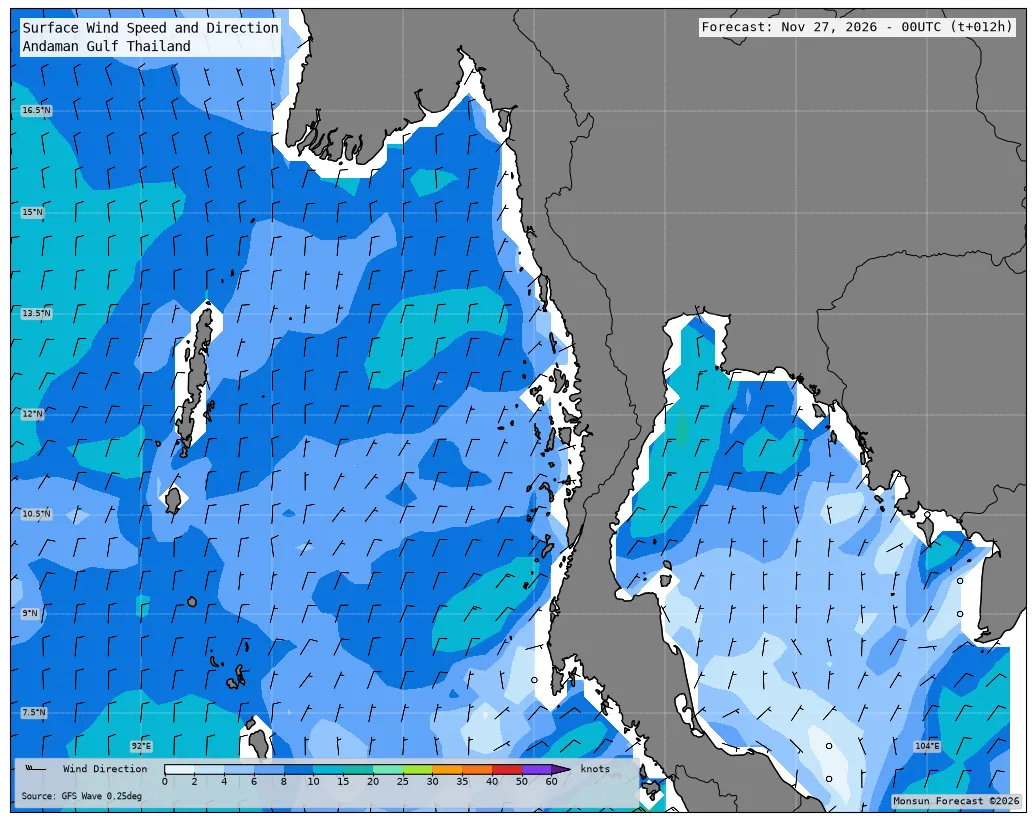 Surface Wind Speed and Direction
Andaman Gulf Thailand
Forecast: Nov 27, 2026 - 00UTC (t+012h)
16.5°N
15°N
13.5°N
12°N
10.5°N
9°N
7.5°N
92°E
104°E
Wind Direction
0 2 4 6 8 10 15 20 25 30 35 40 50 60 knots
Source: GFS Wave 0.25deg
Monsun Forecast ©2026